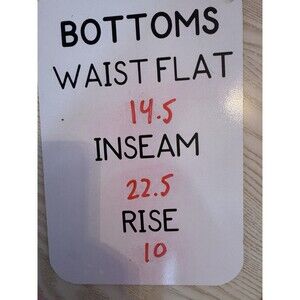 BOTTOMS
WAIST FLAT
14.5
INSEAM
22.5
RISE
10